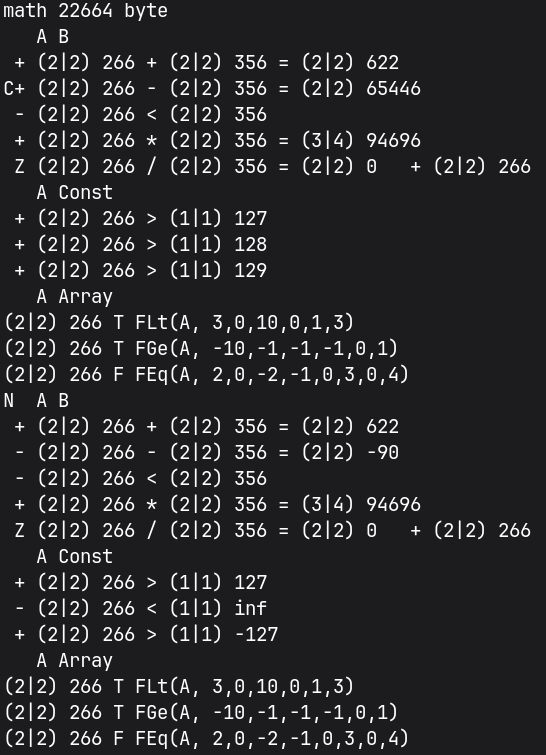 math 22664 byte
   A B
 + (2|2) 266 + (2|2) 356 = (2|2) 622
C+ (2|2) 266 - (2|2) 356 = (2|2) 65446
 - (2|2) 266 < (2|2) 356
 + (2|2) 266 * (2|2) 356 = (3|4) 94696
 Z (2|2) 266 / (2|2) 356 = (2|2) 0   + (2|2) 266
   A Const
 + (2|2) 266 > (1|1) 127
 + (2|2) 266 > (1|1) 128
 + (2|2) 266 > (1|1) 129
   A Array
(2|2) 266 T FLt(A, 3,0,10,0,1,3)
(2|2) 266 T FGe(A, -10,-1,-1,-1,0,1)
(2|2) 266 F FEq(A, 2,0,-2,-1,0,3,0,4)
N  A B
 + (2|2) 266 + (2|2) 356 = (2|2) 622
 - (2|2) 266 - (2|2) 356 = (2|2) -90
 - (2|2) 266 < (2|2) 356
 + (2|2) 266 * (2|2) 356 = (3|4) 94696
 Z (2|2) 266 / (2|2) 356 = (2|2) 0   + (2|2) 266
   A Const
 + (2|2) 266 > (1|1) 127
 - (2|2) 266 < (1|1) inf
 + (2|2) 266 > (1|1) -127
   A Array
(2|2) 266 T FLt(A, 3,0,10,0,1,3)
(2|2) 266 T FGe(A, -10,-1,-1,-1,0,1)
(2|2) 266 F FEq(A, 2,0,-2,-1,0,3,0,4)